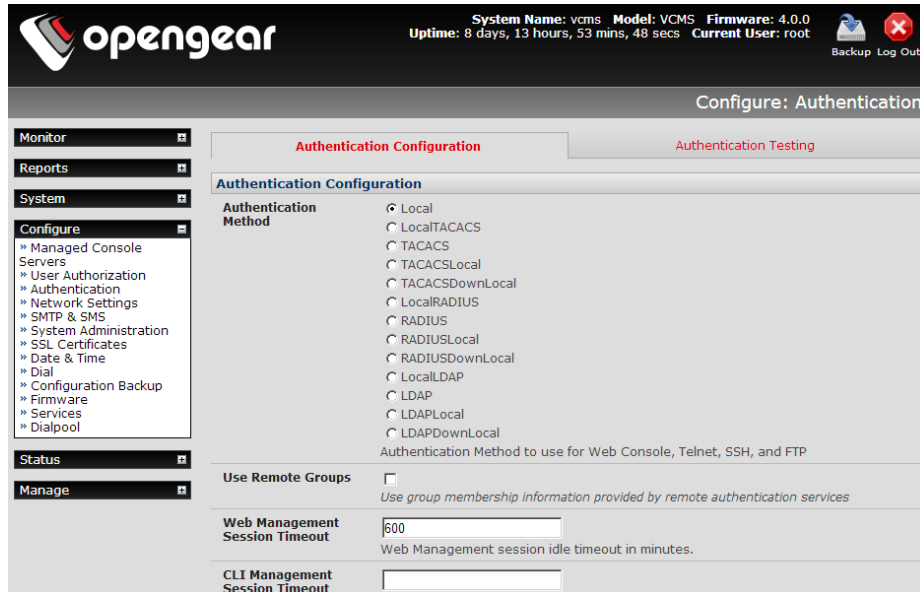 opengear
System Name: vcms Model: VCMS Firmware: 4.0.0
Uptime: 8 days, 13 hours, 53 mins, 48 secs Current User: root
Backup Log Out
Configure: Authentication
Monitor
Reports
System
Configure
» Managed Console
Servers
» User Authorization
» Authentication
» Network Settings
» SMTP & SMS
» System Administration
» SSL Certificates
» Date & Time
» Dial
» Configuration Backup
» Firmware
» Services
» Dialpool
Status
Manage
Authentication Configuration
Authentication Testing
Authentication Configuration
Authentication
Method
Local
LocalTACACS
TACACS
TACACSLocal
TACACSDownLocal
LocalRADIUS
RADIUS
RADIUSLocal
RADIUSDownLocal
LocalLDAP
LDAP
LDAPLocal
LDAPDownLocal
Authentication Method to use for Web Console, Telnet, SSH, and FTP
Use Remote Groups
Use group membership information provided by remote authentication services
Web Management
Session Timeout
600
Web Management session idle timeout in minutes.
CLI Management
Session Timeout